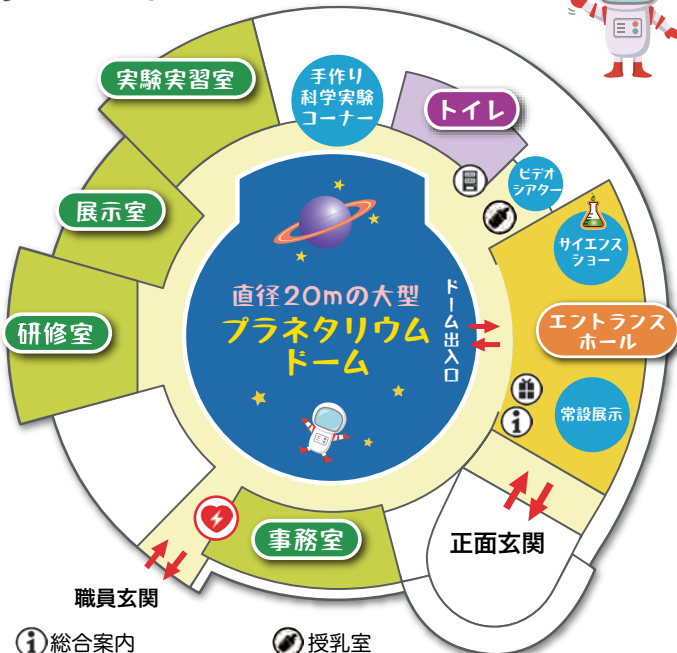 実験実習室
手作り
科学実験
コーナー
トイレ
ビデオ
シアター
展示室
サイエンス
ショー
直径20mの大型
プラネタリウム
ドーム
ドーム出入口
エントランス
ホール
研修室
常設展示
事務室
正面玄関
職員玄関
総合案内
授乳室